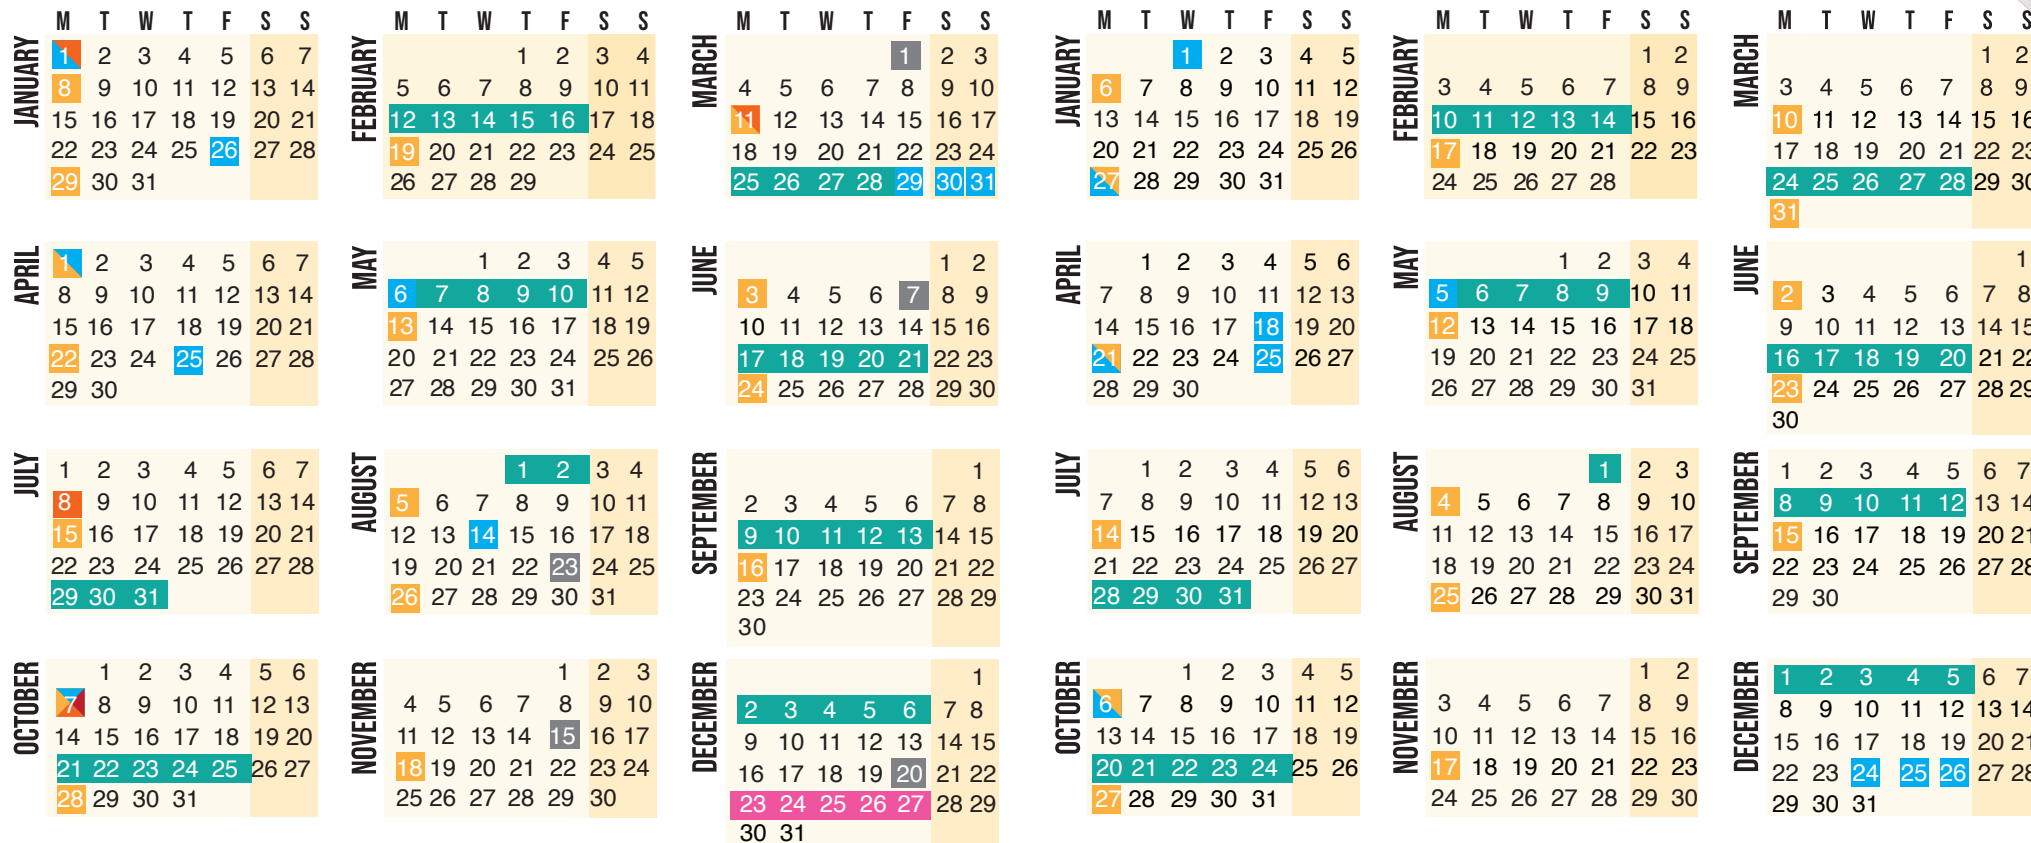 M T W T F S S
JANUARY
1 2 3 4 5 6 7
8 9 10 11 12 13 14
15 16 17 18 19 20 21
22 23 24 25 26 27 28
29 30 31
M T W T F S S
FEBRUARY
1 2 3 4
5 6 7 8 9 10 11
12 13 14 15 16 17 18
19 20 21 22 23 24 25
26 27 28 29
M T W T F S S
MARCH
1 2 3
4 5 6 7 8 9 10
11 12 13 14 15 16 17
18 19 20 21 22 23 24
25 26 27 28 29 30 31
M T W T F S S
JANUARY
1 2 3 4 5
6 7 8 9 10 11 12
13 14 15 16 17 18 19
20 21 22 23 24 25 26
27 28 29 30 31
M T W T F S S
FEBRUARY
1 2
3 4 5 6 7 8 9
10 11 12 13 14 15 16
17 18 19 20 21 22 23
24 25 26 27 28
M T W T F S S
MARCH
1 2
3 4 5 6 7 8 9
10 11 12 13 14 15 16
17 18 19 20 21 22 23
24 25 26 27 28 29 30
31
APRIL
1 2 3 4 5 6 7
8 9 10 11 12 13 14
15 16 17 18 19 20 21
22 23 24 25 26 27 28
29 30
MAY
1 2 3 4 5
6 7 8 9 10 11 12
13 14 15 16 17 18 19
20 21 22 23 24 25 26
27 28 29 30 31
JUNE
1 2
3 4 5 6 7 8 9
10 11 12 13 14 15 16
17 18 19 20 21 22 23
24 25 26 27 28 29 30
APRIL
1 2 3 4 5 6
7 8 9 10 11 12 13
14 15 16 17 18 19 20
21 22 23 24 25 26 27
28 29 30
MAY
1 2 3 4
5 6 7 8 9 10 11
12 13 14 15 16 17 18
19 20 21 22 23 24 25
26 27 28 29 30 31
JUNE
1
2 3 4 5 6 7 8
9 10 11 12 13 14 15
16 17 18 19 20 21 22
23 24 25 26 27 28 29
30
JULY
1 2 3 4 5 6 7
8 9 10 11 12 13 14
15 16 17 18 19 20 21
22 23 24 25 26 27 28
29 30 31
AUGUST
1 2 3 4
5 6 7 8 9 10 11
12 13 14 15 16 17 18
19 20 21 22 23 24 25
26 27 28 29 30 31
SEPTEMBER
1
2 3 4 5 6 7 8
9 10 11 12 13 14 15
16 17 18 19 20 21 22
23 24 25 26 27 28 29
30
JULY
1 2 3 4 5 6
7 8 9 10 11 12 13
14 15 16 17 18 19 20
21 22 23 24 25 26 27
28 29 30 31
AUGUST
1 2 3
4 5 6 7 8 9 10
11 12 13 14 15 16 17
18 19 20 21 22 23 24
25 26 27 28 29 30 31
SEPTEMBER
1 2 3 4 5 6 7
8 9 10 11 12 13 14
15 16 17 18 19 20 21
22 23 24 25 26 27 28
29 30
OCTOBER
1 2 3 4 5 6
7 8 9 10 11 12 13
14 15 16 17 18 19 20
21 22 23 24 25 26 27
28 29 30 31
NOVEMBER
1 2 3
4 5 6 7 8 9 10
11 12 13 14 15 16 17
18 19 20 21 22 23 24
25 26 27 28 29 30
DECEMBER
1
2 3 4 5 6 7 8
9 10 11 12 13 14 15
16 17 18 19 20 21 22
23 24 25 26 27 28 29
30 31
OCTOBER
1 2 3 4 5
6 7 8 9 10 11 12
13 14 15 16 17 18 19
20 21 22 23 24 25 26
27 28 29 30 31
NOVEMBER
1 2
3 4 5 6 7 8 9
10 11 12 13 14 15 16
17 18 19 20 21 22 23
24 25 26 27 28 29 30
DECEMBER
1 2 3 4 5 6 7
8 9 10 11 12 13 14
15 16 17 18 19 20 21
22 23 24 25 26 27 28
29 30 31